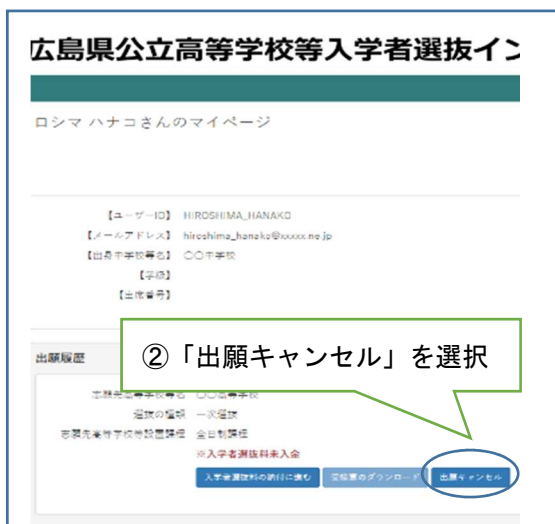 広島県公立高等学校等入学者選抜イン
ロシマ ハナコさんのマイページ
【ユーザーID】 HIROSHIMA_HANAKO
【メールアドレス】 hiroshima_hanako@xxxxx.ne.jp
【出身中学校等名】 〇〇中学校
【学級】
【出席番号】
②「出願キャンセル」を選択
出願履歴
志願先高等学校等名 〇〇高等学校
選抜の種類 一次選抜
志願先高等学校等設置課程 全日制課程
※入学者選抜料未入金
入学者選抜料の納付に進む 受検票のダウンロード 出願キャンセル